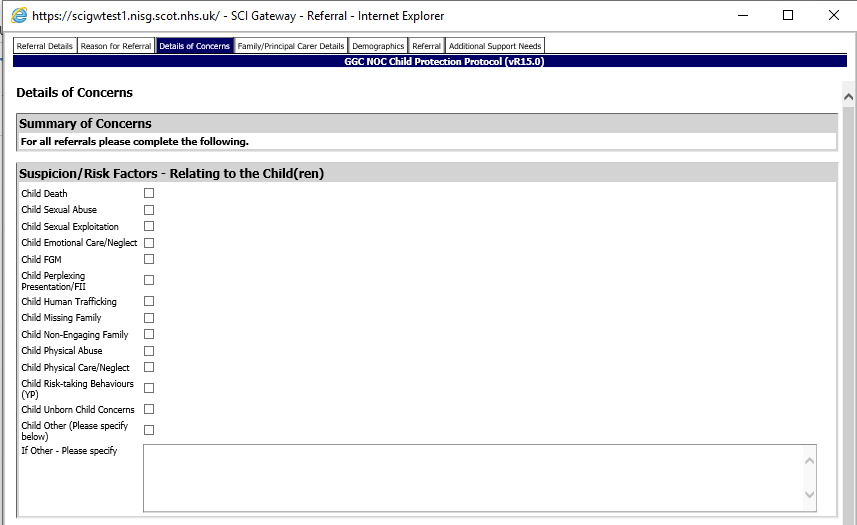 https://scigwtest1.nisg.scot.nhs.uk/ - SCI Gateway - Referral - Internet Explorer
Referral Details Reason for Referral Details of Concerns Family/Principal Carer Details Demographics Referral Additional Support Needs
GGC NOC Child Protection Protocol (vR15.0)
Details of Concerns
Summary of Concerns
For all referrals please complete the following.
Suspicion/Risk Factors - Relating to the Child(ren)
Child Death
Child Sexual Abuse
Child Sexual Exploitation
Child Emotional Care/Neglect
Child FGM
Child Perplexing
Presentation/FII
Child Human Trafficking
Child Missing Family
Child Non-Engaging Family
Child Physical Abuse
Child Physical Care/Neglect
Child Risk-taking Behaviours
(YP)
Child Unborn Child Concerns
Child Other (Please specify
below)
If Other - Please specify